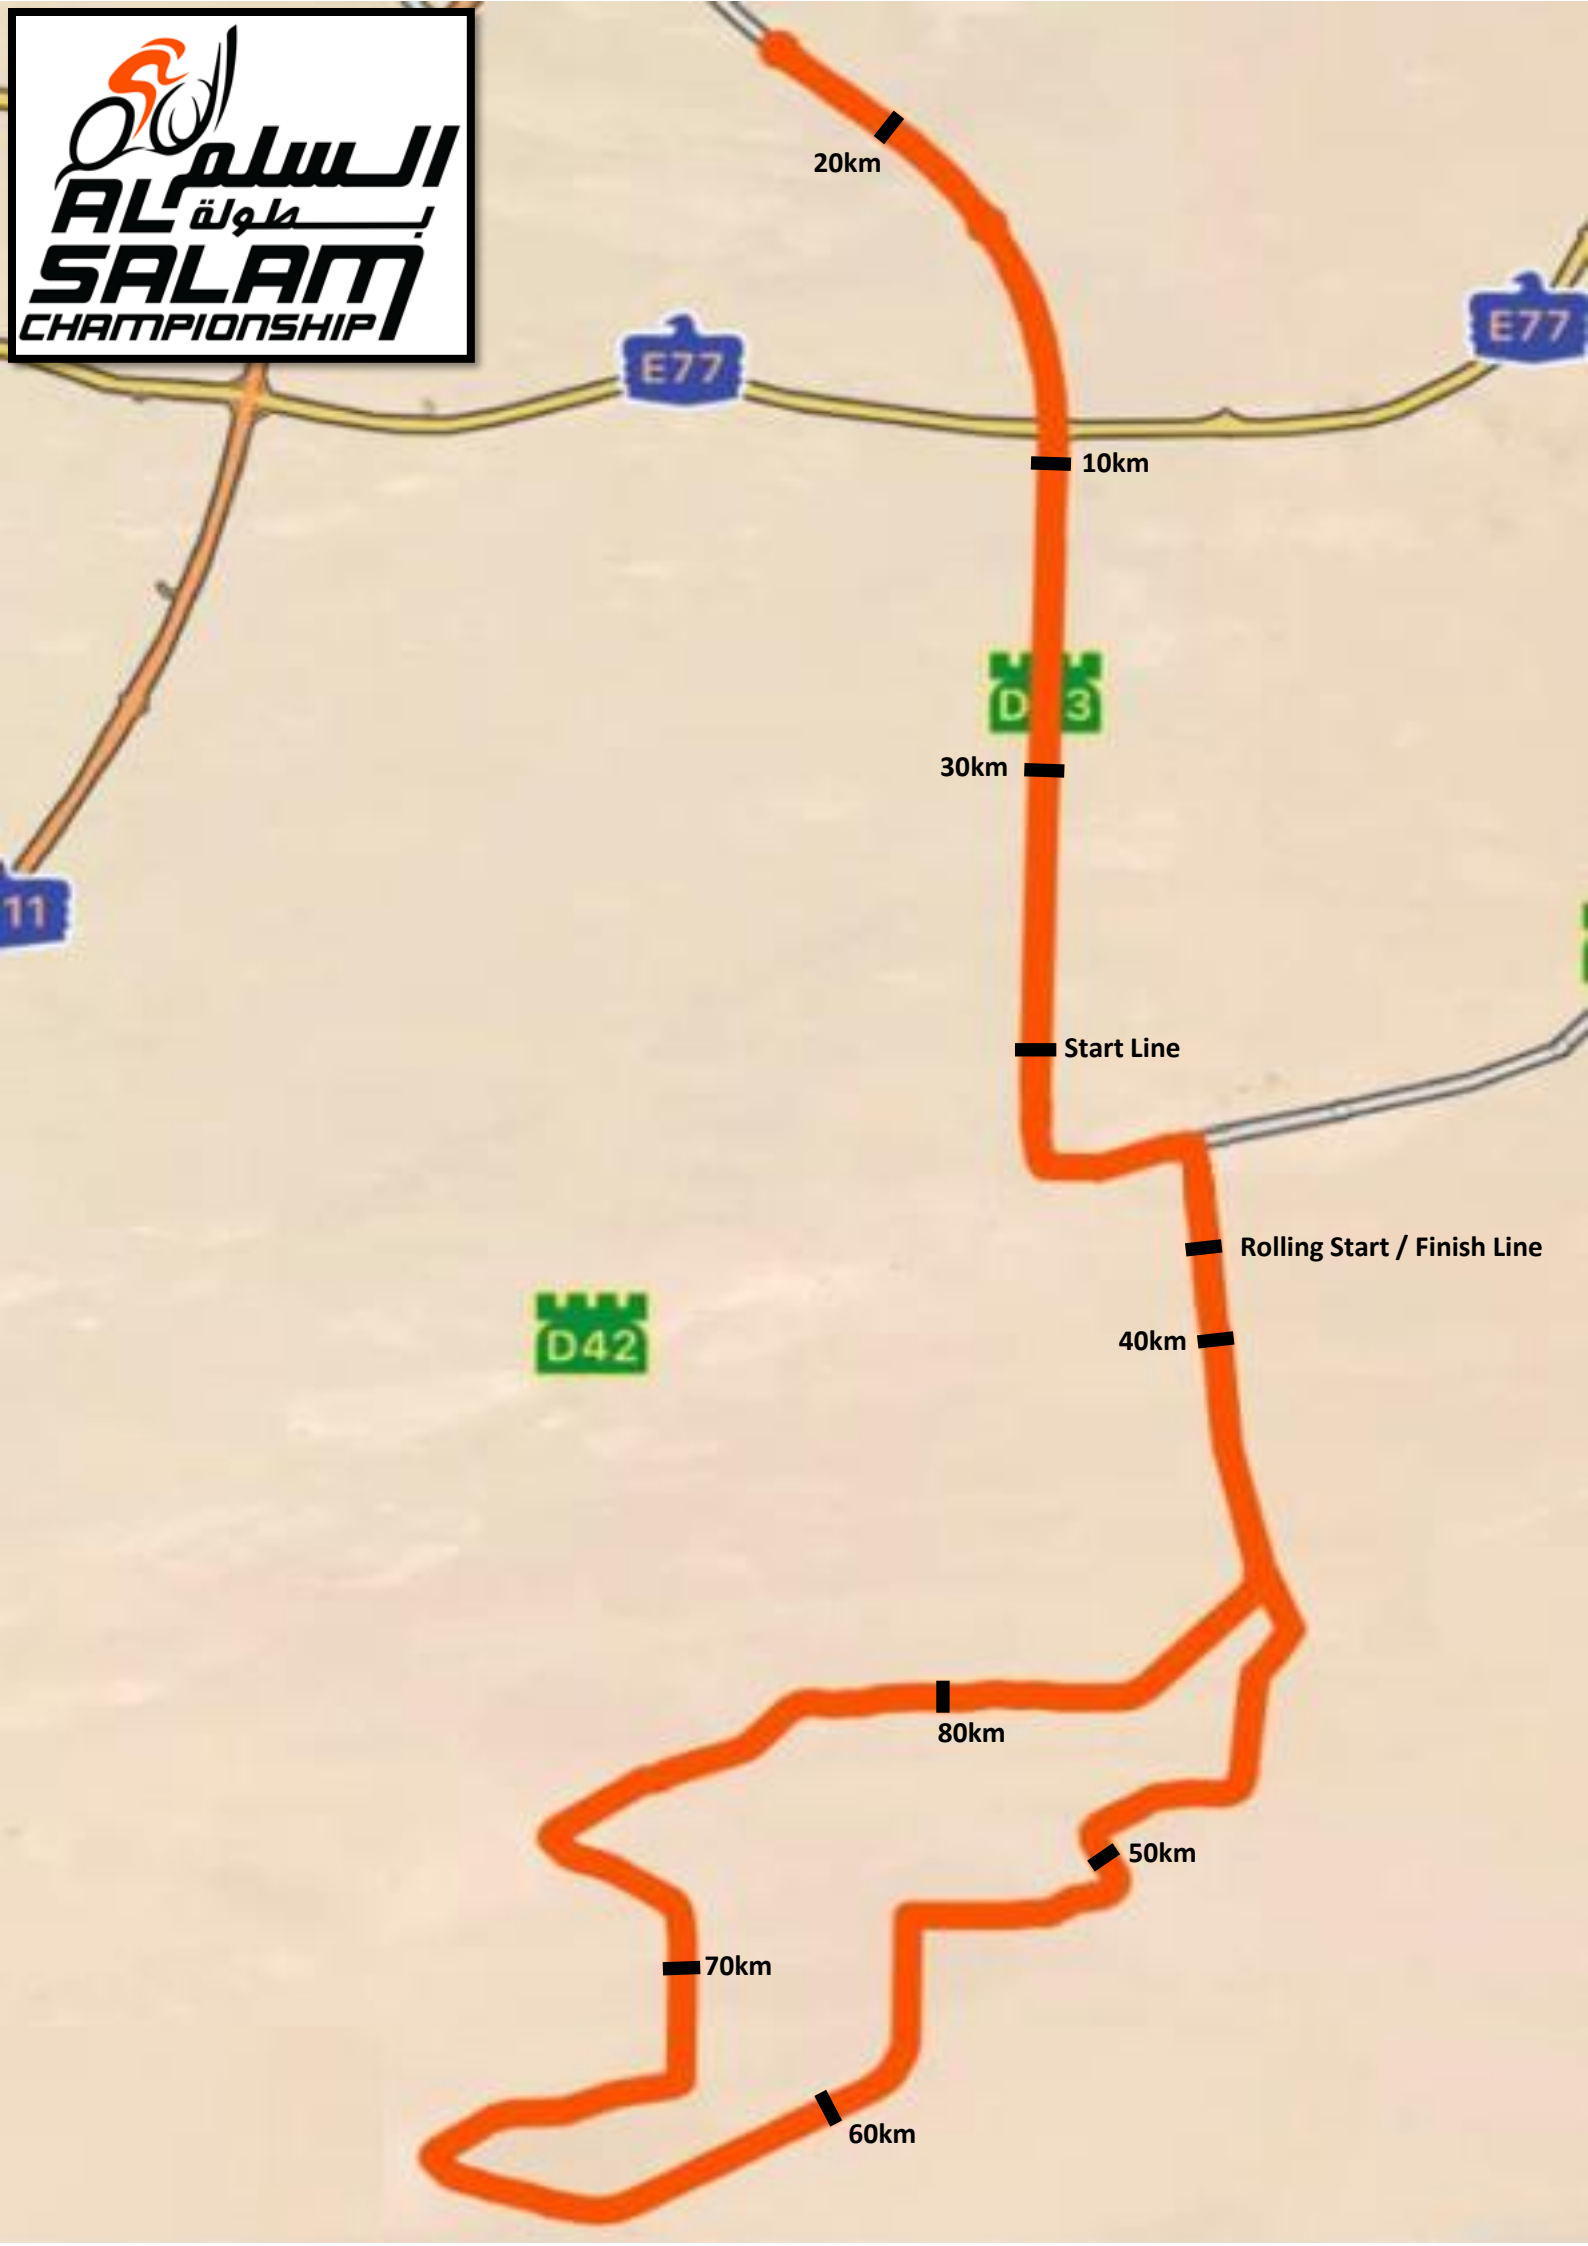 السلم
بطولة
AL
SALAM
CHAMPIONSHIP
20km
E77
E77
10km
D 3
30km
11
Start Line
Rolling Start / Finish Line
40km
D42
80km
50km
70km
60km